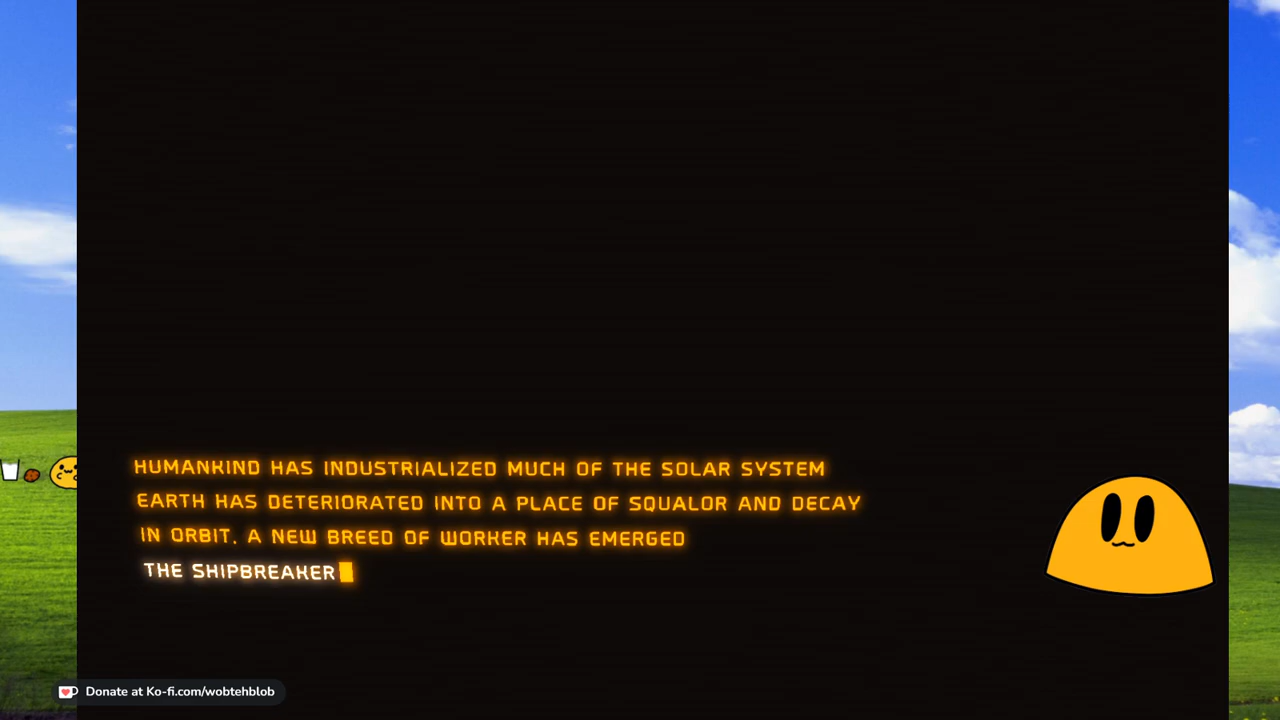 HUMANKIND HAS INDUSTRIALIZED MUCH OF THE SOLAR SYSTEM
EARTH HAS DETERIORATED INTO A PLACE OF SQUALOR AND DECAY
IN ORBIT, A NEW BREED OF WORKER HAS EMERGED
THE SHIPBREAKER
Donate at Ko-fi.com/wobtehblob